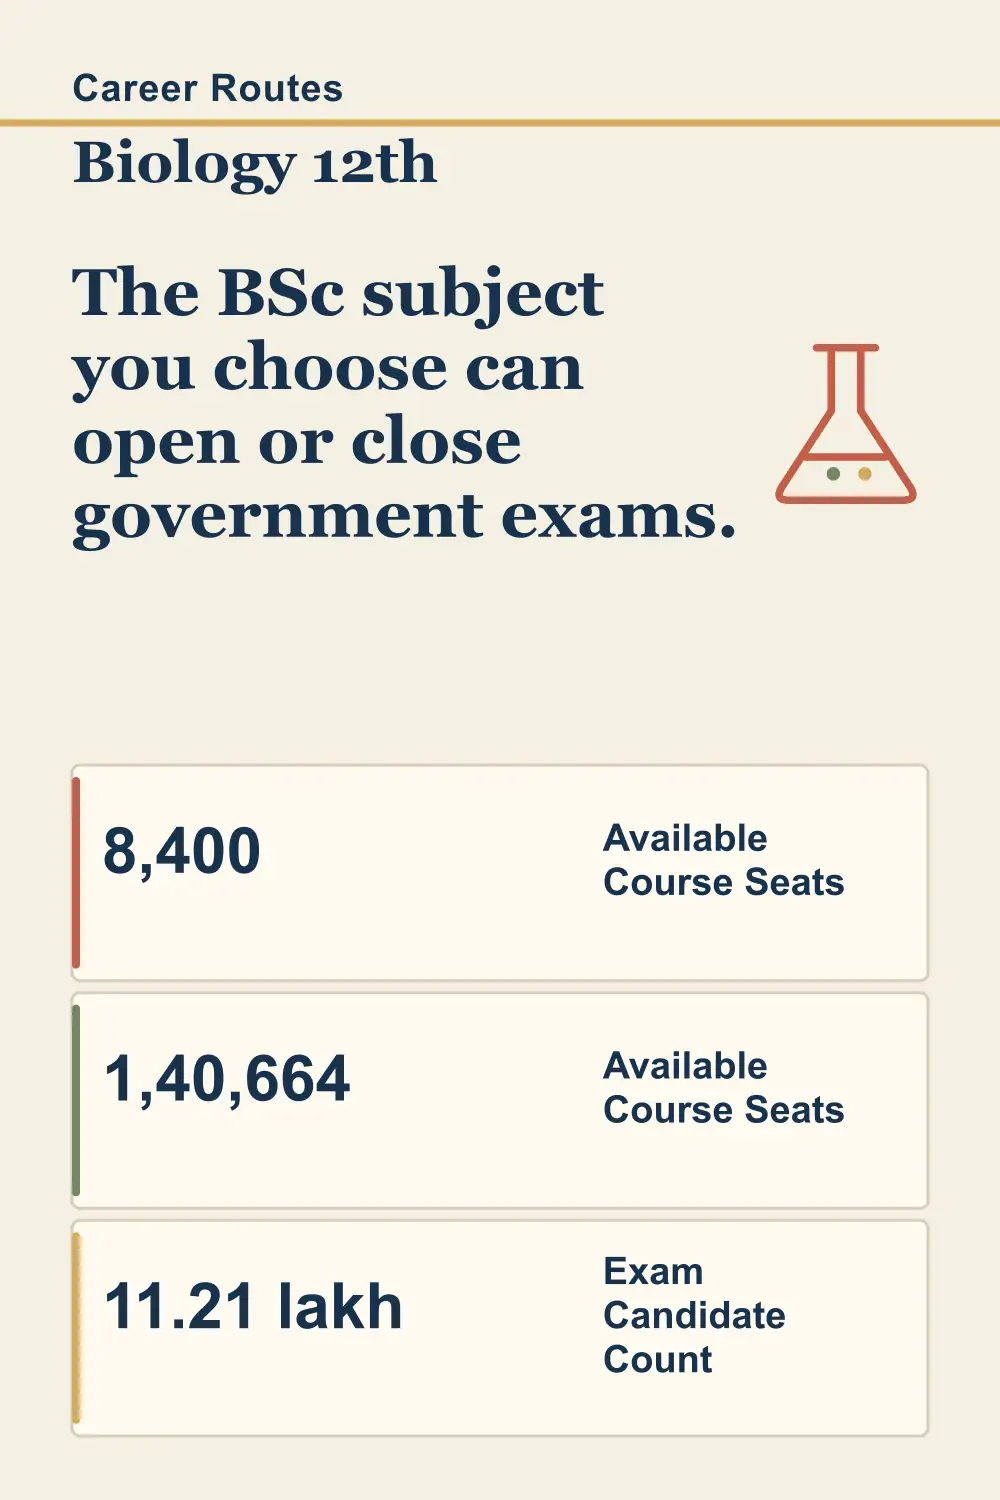 Career Routes
Biology 12th
The BSc subject
you choose can
open or close
government exams.
8,400
Available
Course Seats
1,40,664
Available
Course Seats
11.21 lakh
Exam
Candidate
Count